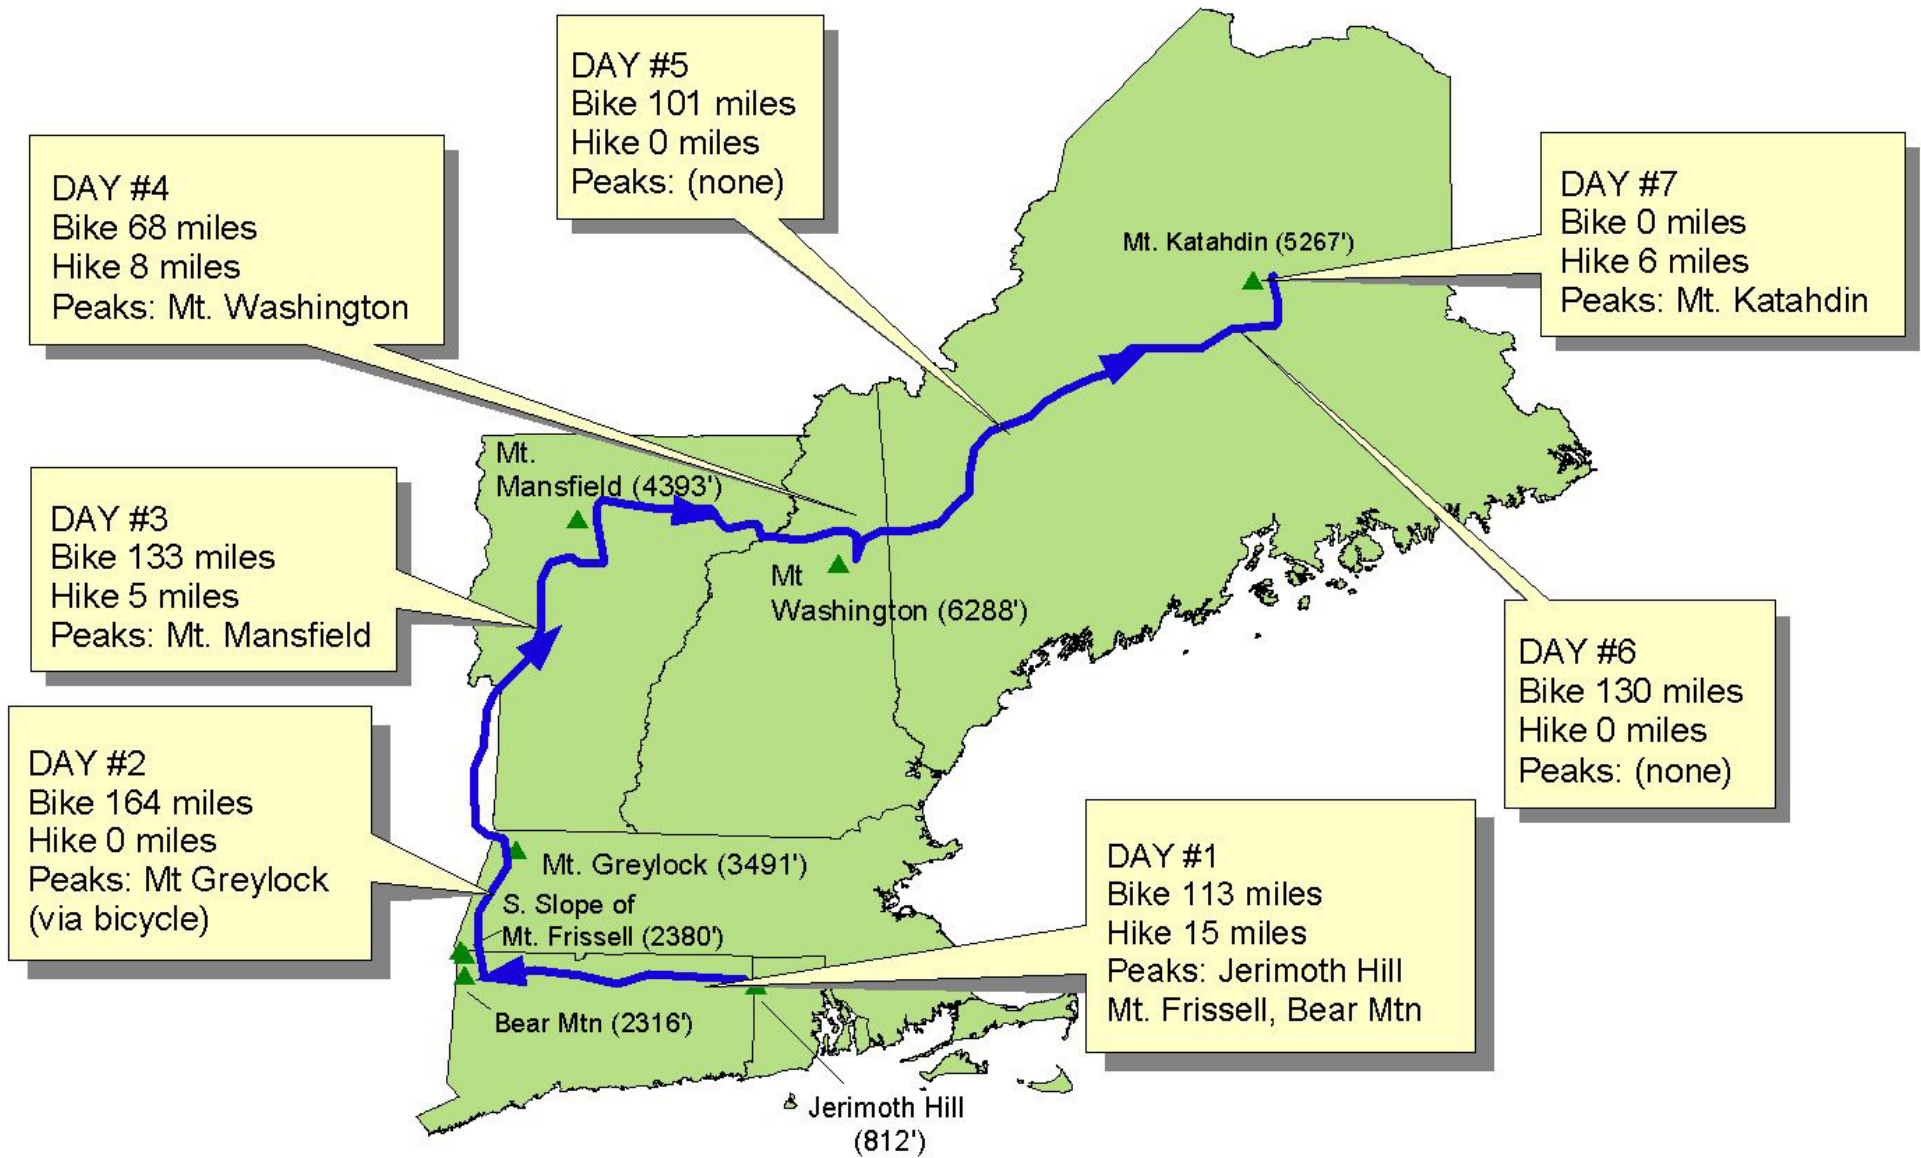 DAY #5
Bike 101 miles
Hike 0 miles
Peaks: (none)
DAY #4
Bike 68 miles
Hike 8 miles
Peaks: Mt. Washington
DAY #7
Bike 0 miles
Hike 6 miles
Peaks: Mt. Katahdin
Mt. Katahdin (5267')
Mt.
Mansfield (4393')
DAY #3
Bike 133 miles
Hike 5 miles
Peaks: Mt. Mansfield
Mt
Washington (6288')
DAY #6
Bike 130 miles
Hike 0 miles
Peaks: (none)
DAY #2
Bike 164 miles
Hike 0 miles
Peaks: Mt Greylock
(via bicycle)
Mt. Greylock (3491')
S. Slope of
Mt. Frissell (2380')
DAY #1
Bike 113 miles
Hike 15 miles
Peaks: Jerimoth Hill
Mt. Frissell, Bear Mtn
Bear Mtn (2316')
Jerimoth Hill
(812')